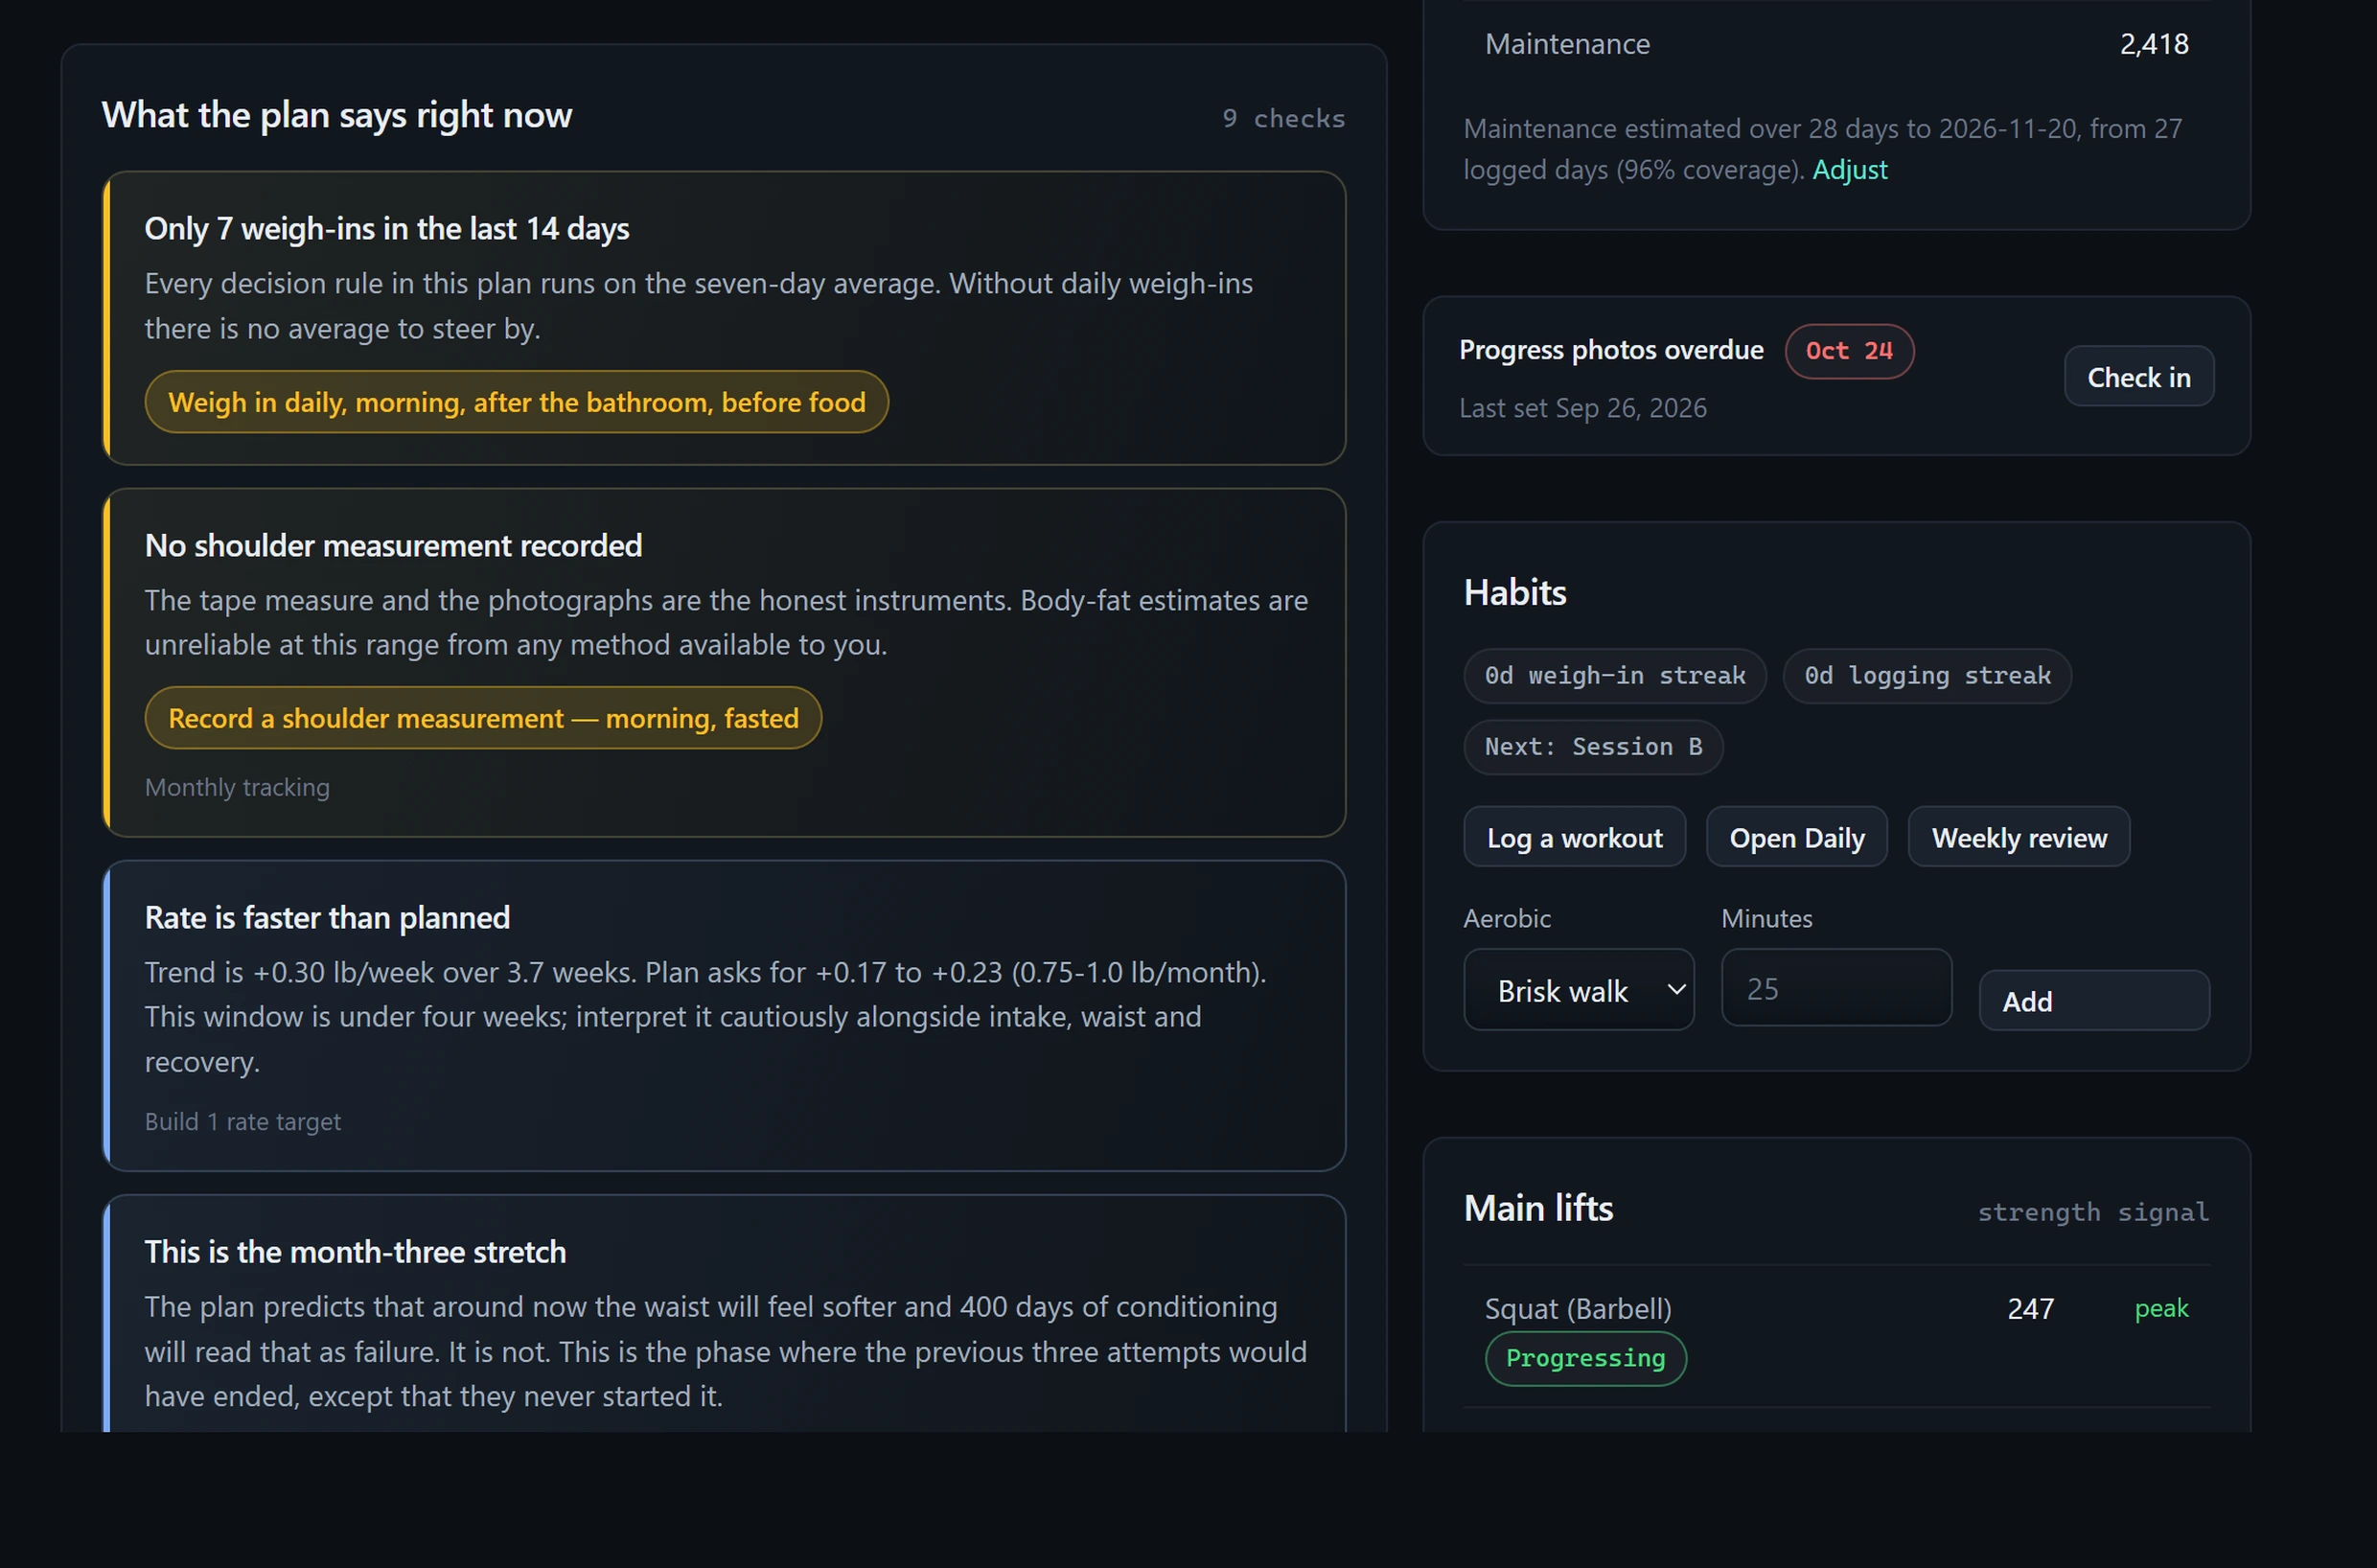 What the plan says right now
9 checks
Only 7 weigh-ins in the last 14 days
Every decision rule in this plan runs on the seven-day average. Without daily weigh-ins
there is no average to steer by.
Weigh in daily, morning, after the bathroom, before food
No shoulder measurement recorded
The tape measure and the photographs are the honest instruments. Body-fat estimates are
unreliable at this range from any method available to you.
Record a shoulder measurement — morning, fasted
Monthly tracking
Rate is faster than planned
Trend is +0.30 lb/week over 3.7 weeks. Plan asks for +0.17 to +0.23 (0.75-1.0 lb/month).
This window is under four weeks; interpret it cautiously alongside intake, waist and
recovery.
Build 1 rate target
This is the month-three stretch
The plan predicts that around now the waist will feel softer and 400 days of conditioning
will read that as failure. It is not. This is the phase where the previous three attempts would
have ended, except that they never started it.
Maintenance 2,418
Maintenance estimated over 28 days to 2026-11-20, from 27
logged days (96% coverage). Adjust
Progress photos overdue Oct 24
Last set Sep 26, 2026
Check in
Habits
0d weigh-in streak 0d logging streak
Next: Session B
Log a workout Open Daily Weekly review
Aerobic Minutes
Brisk walk 25 Add
Main lifts strength signal
Squat (Barbell) 247 peak
Progressing